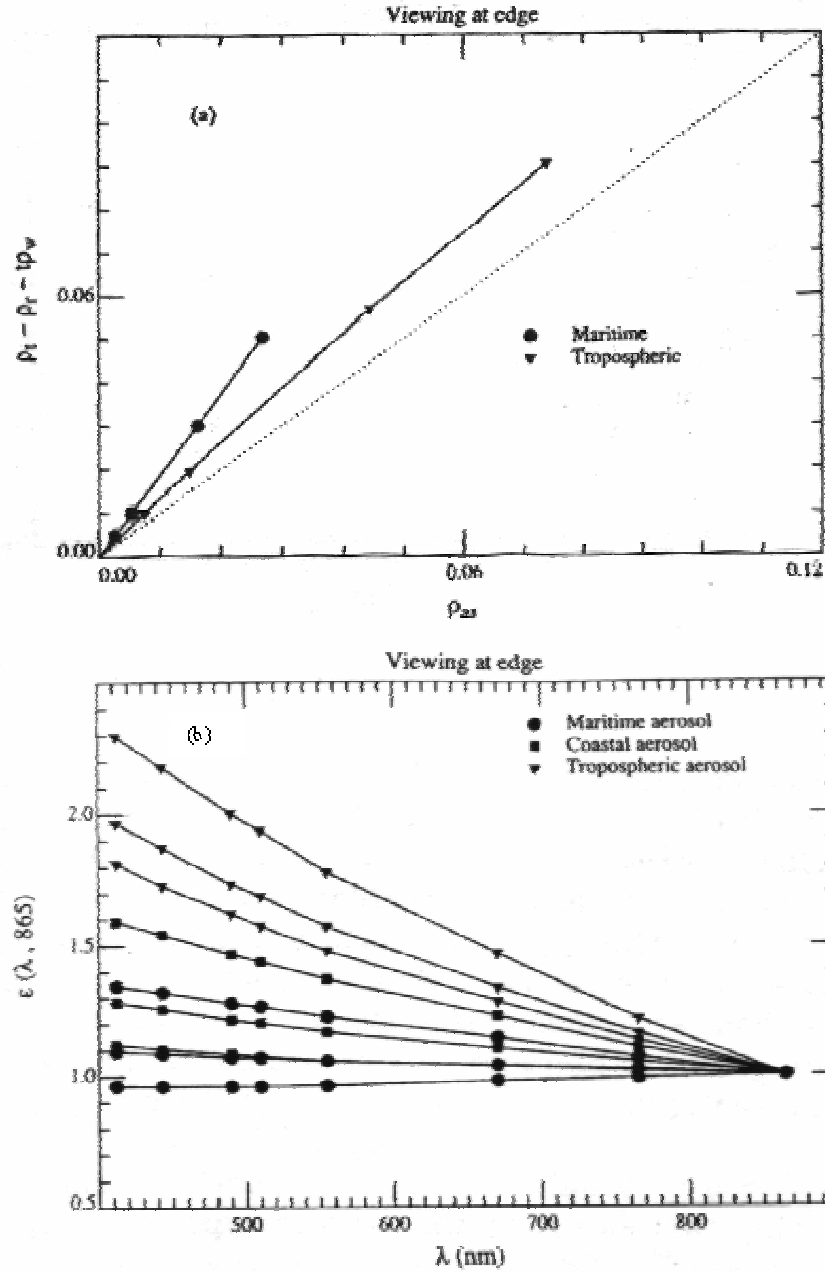 Viewing at edge
(a)
0.06
0.00
ρt − ρr − tρw
Maritime
Tropospheric
0.00
0.06
0.12
ρas
Viewing at edge
(b)
Maritime aerosol
Coastal aerosol
Tropospheric aerosol
2.0
1.5
1.0
0.5
ε (λ, 865)
500
600
700
800
λ (nm)